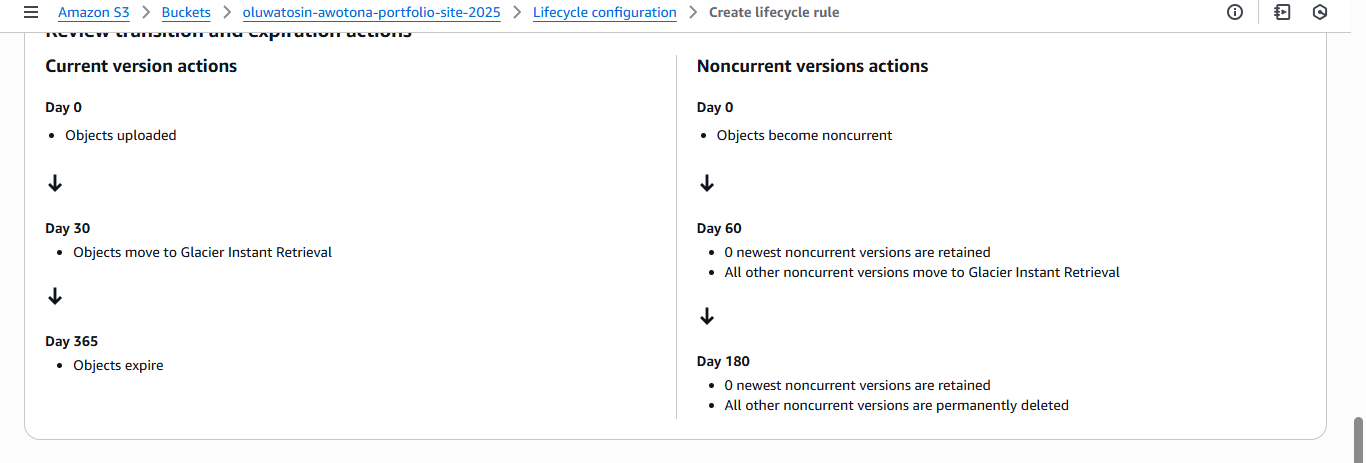 Amazon S3 > Buckets > oluwatosin-awotona-portfolio-site-2025 > Lifecycle configuration > Create lifecycle rule
Review transition and expiration actions
Current version actions
Day 0
• Objects uploaded
Day 30
• Objects move to Glacier Instant Retrieval
Day 365
• Objects expire
Noncurrent versions actions
Day 0
• Objects become noncurrent
Day 60
• 0 newest noncurrent versions are retained
• All other noncurrent versions move to Glacier Instant Retrieval
Day 180
• 0 newest noncurrent versions are retained
• All other noncurrent versions are permanently deleted